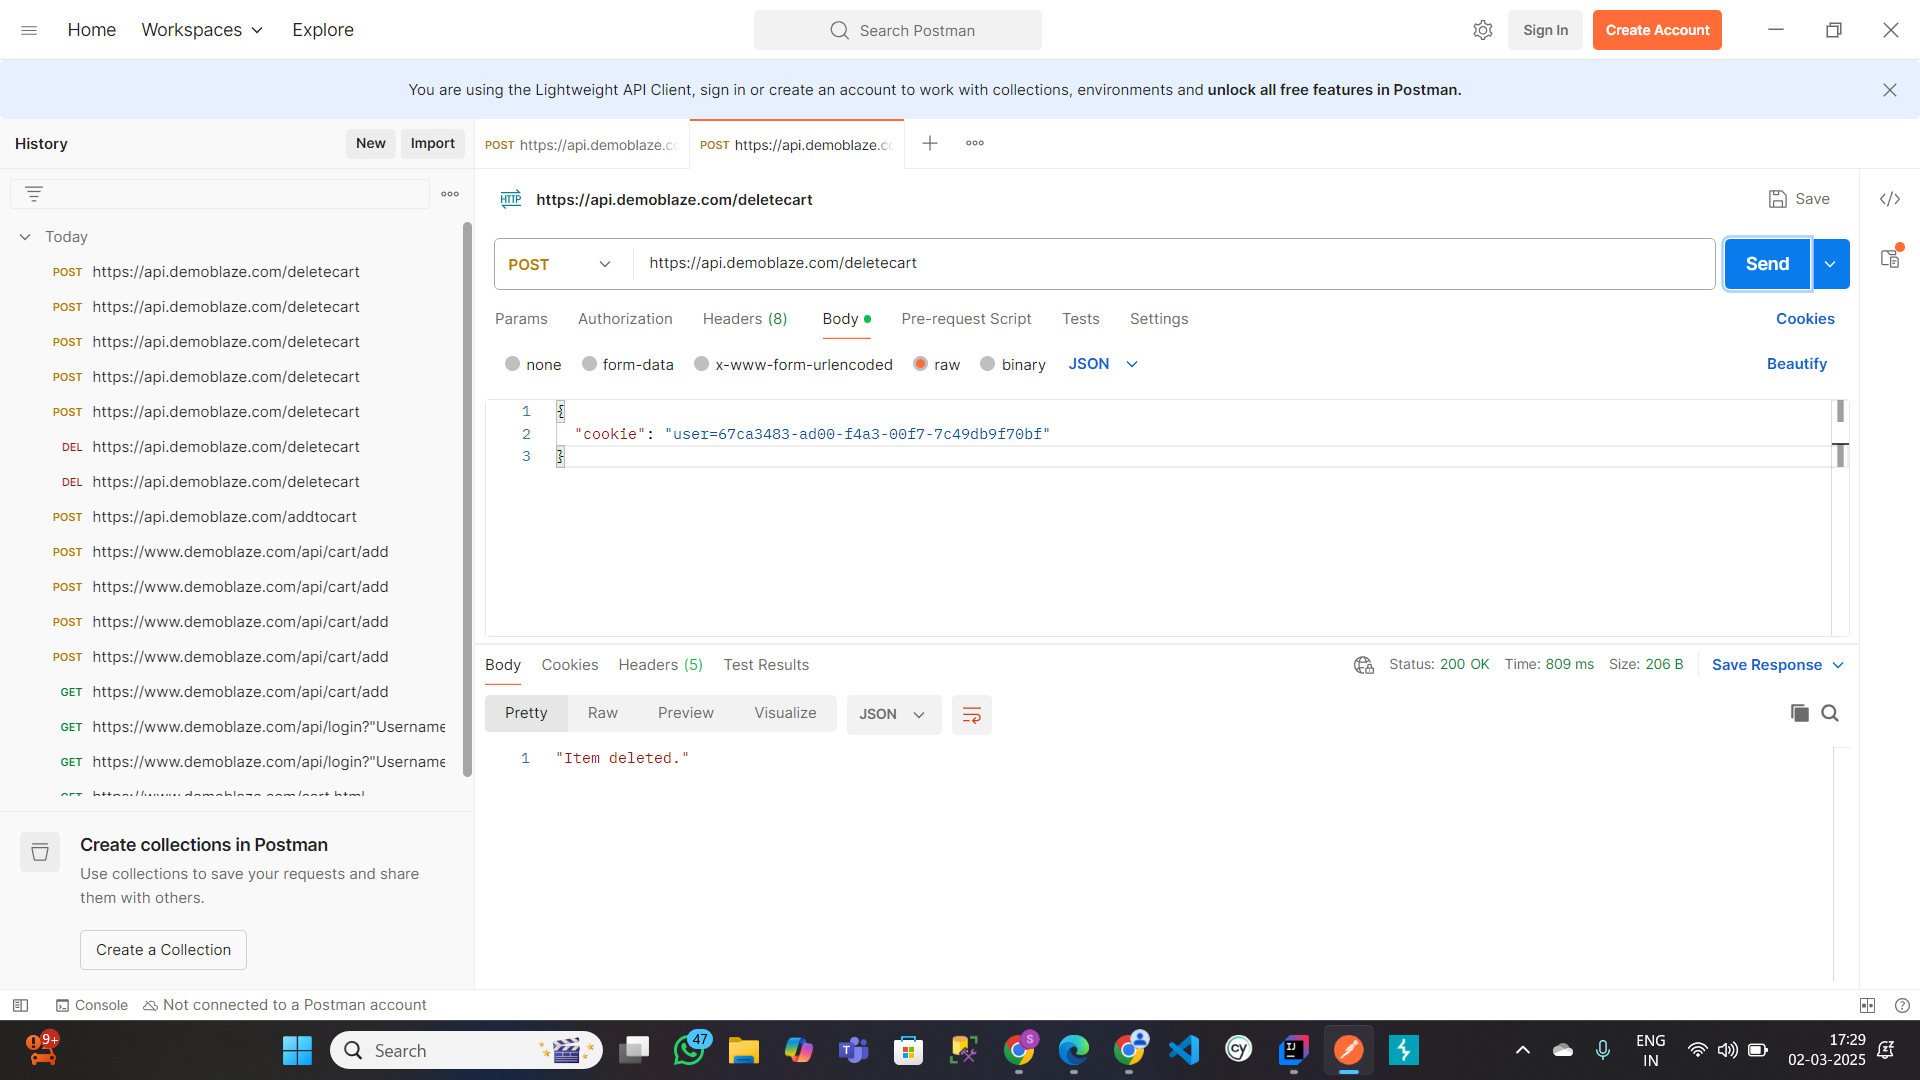 Home
Workspaces
Explore
Search Postman
Sign In
Create Account
You are using the Lightweight API Client, sign in or create an account to work with collections, environments and unlock all free features in Postman.
History
New
Import
Today
POST https://api.demoblaze.com/deletecart
POST https://api.demoblaze.com/deletecart
POST https://api.demoblaze.com/deletecart
POST https://api.demoblaze.com/deletecart
POST https://api.demoblaze.com/deletecart
DEL https://api.demoblaze.com/deletecart
DEL https://api.demoblaze.com/deletecart
POST https://api.demoblaze.com/addtocart
POST https://www.demoblaze.com/api/cart/add
POST https://www.demoblaze.com/api/cart/add
POST https://www.demoblaze.com/api/cart/add
POST https://www.demoblaze.com/api/cart/add
GET https://www.demoblaze.com/api/cart/add
GET https://www.demoblaze.com/api/login?"Username
GET https://www.demoblaze.com/api/login?"Username
GET https://www.demoblaze.com/cart.html
Create collections in Postman
Use collections to save your requests and share
them with others.
Create a Collection
POST https://api.demoblaze.c
POST https://api.demoblaze.c
HTTP https://api.demoblaze.com/deletecart
Save
POST
https://api.demoblaze.com/deletecart
Send
Params
Authorization
Headers (8)
Body
Pre-request Script
Tests
Settings
Cookies
none
form-data
x-www-form-urlencoded
raw
binary
JSON
Beautify
1 {
2 "cookie": "user=67ca3483-ad00-f4a3-00f7-7c49db9f70bf"
3 }
Body
Cookies
Headers (5)
Test Results
Status: 200 OK
Time: 809 ms
Size: 206 B
Save Response
Pretty
Raw
Preview
Visualize
JSON
1 "Item deleted."
Console
Not connected to a Postman account
9+
Search
47
T
S
cy
IJ
ENG
IN
17:29
02-03-2025